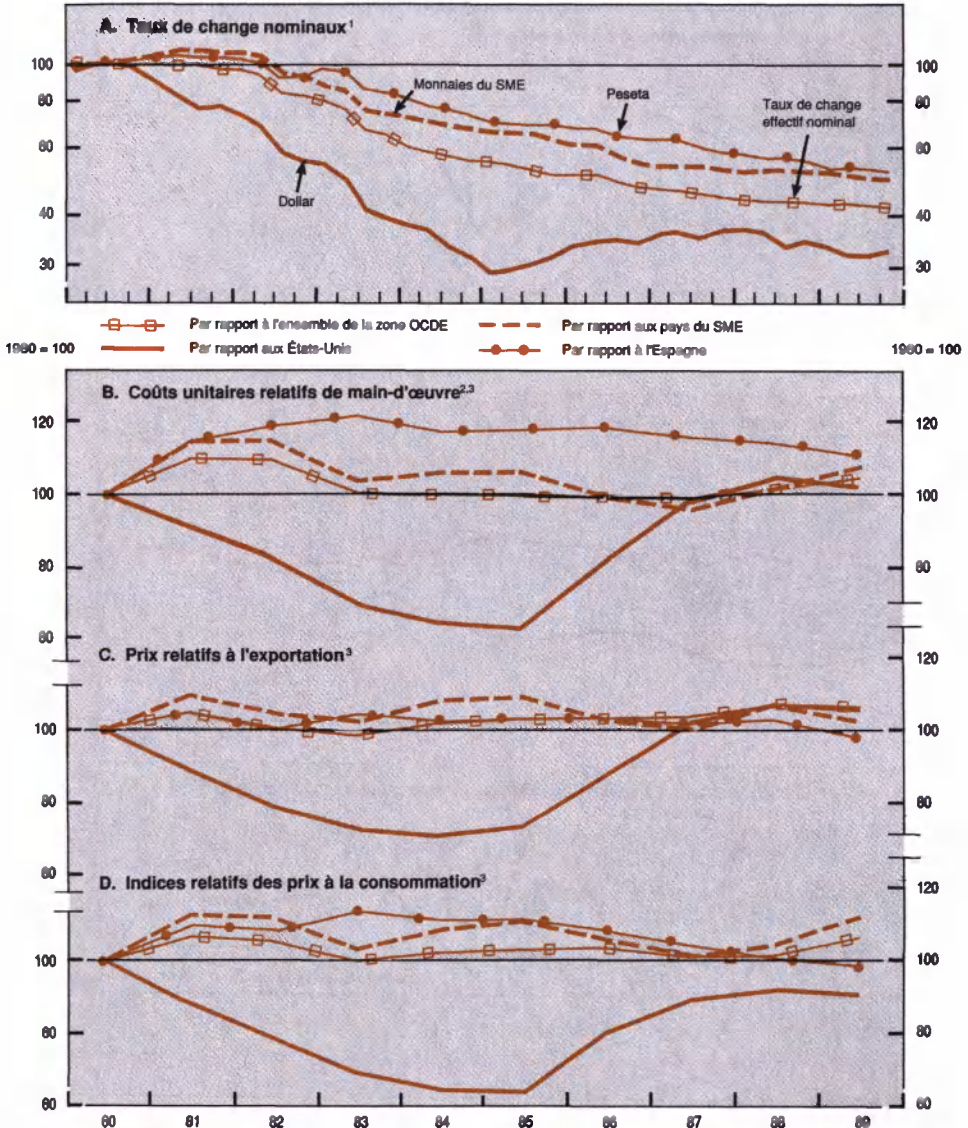 A. Taux de change nominaux¹
100
80
60
40
30
100
80
60
40
30
Monnaies du SME
Peseta
Taux de change
effectif nominal
Dollar
Par rapport à l'ensemble de la zone OCDE
Par rapport aux pays du SME
1980 = 100
Par rapport aux États-Unis
Par rapport à l'Espagne
1980 = 100
B. Coûts unitaires relatifs de main-d'œuvre²,³
120
100
80
60
120
100
80
C. Prix relatifs à l'exportation³
100
80
60
120
100
80
D. Indices relatifs des prix à la consommation³
100
80
60
120
100
80
60
80
81
82
83
84
85
86
87
88
89